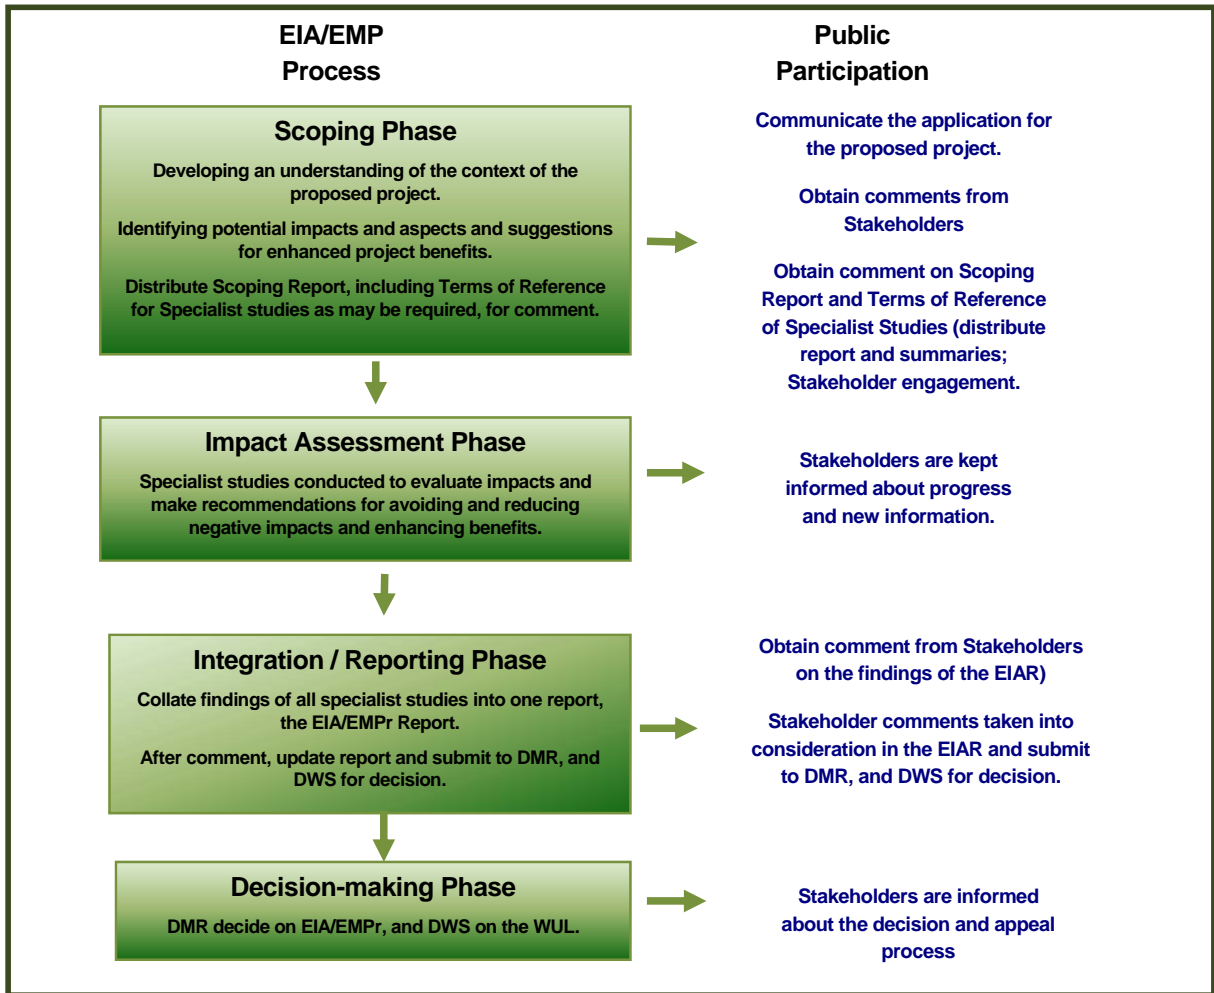 EIA/EMP
Process
Public
Participation
Scoping Phase
Developing an understanding of the context of the
proposed project.
Identifying potential impacts and aspects and suggestions
for enhanced project benefits.
Distribute Scoping Report, including Terms of Reference
for Specialist studies as may be required, for comment.
Communicate the application for
the proposed project.
Obtain comments from
Stakeholders
Obtain comment on Scoping
Report and Terms of Reference
of Specialist Studies (distribute
report and summaries;
Stakeholder engagement.
Impact Assessment Phase
Specialist studies conducted to evaluate impacts and
make recommendations for avoiding and reducing
negative impacts and enhancing benefits.
Stakeholders are kept
informed about progress
and new information.
Integration / Reporting Phase
Collate findings of all specialist studies into one report,
the EIA/EMPr Report.
After comment, update report and submit to DMR, and
DWS for decision.
Obtain comment from Stakeholders
on the findings of the EIAR)
Stakeholder comments taken into
consideration in the EIAR and submit
to DMR, and DWS for decision.
Decision-making Phase
DMR decide on EIA/EMPr, and DWS on the WUL.
Stakeholders are informed
about the decision and appeal
process